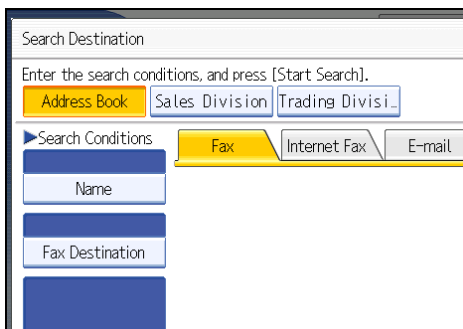 Search Destination
Enter the search conditions, and press [Start Search].
Address Book Sales Division Trading Divisi…
▶Search Conditions Fax Internet Fax E-mail
Name
Fax Destination